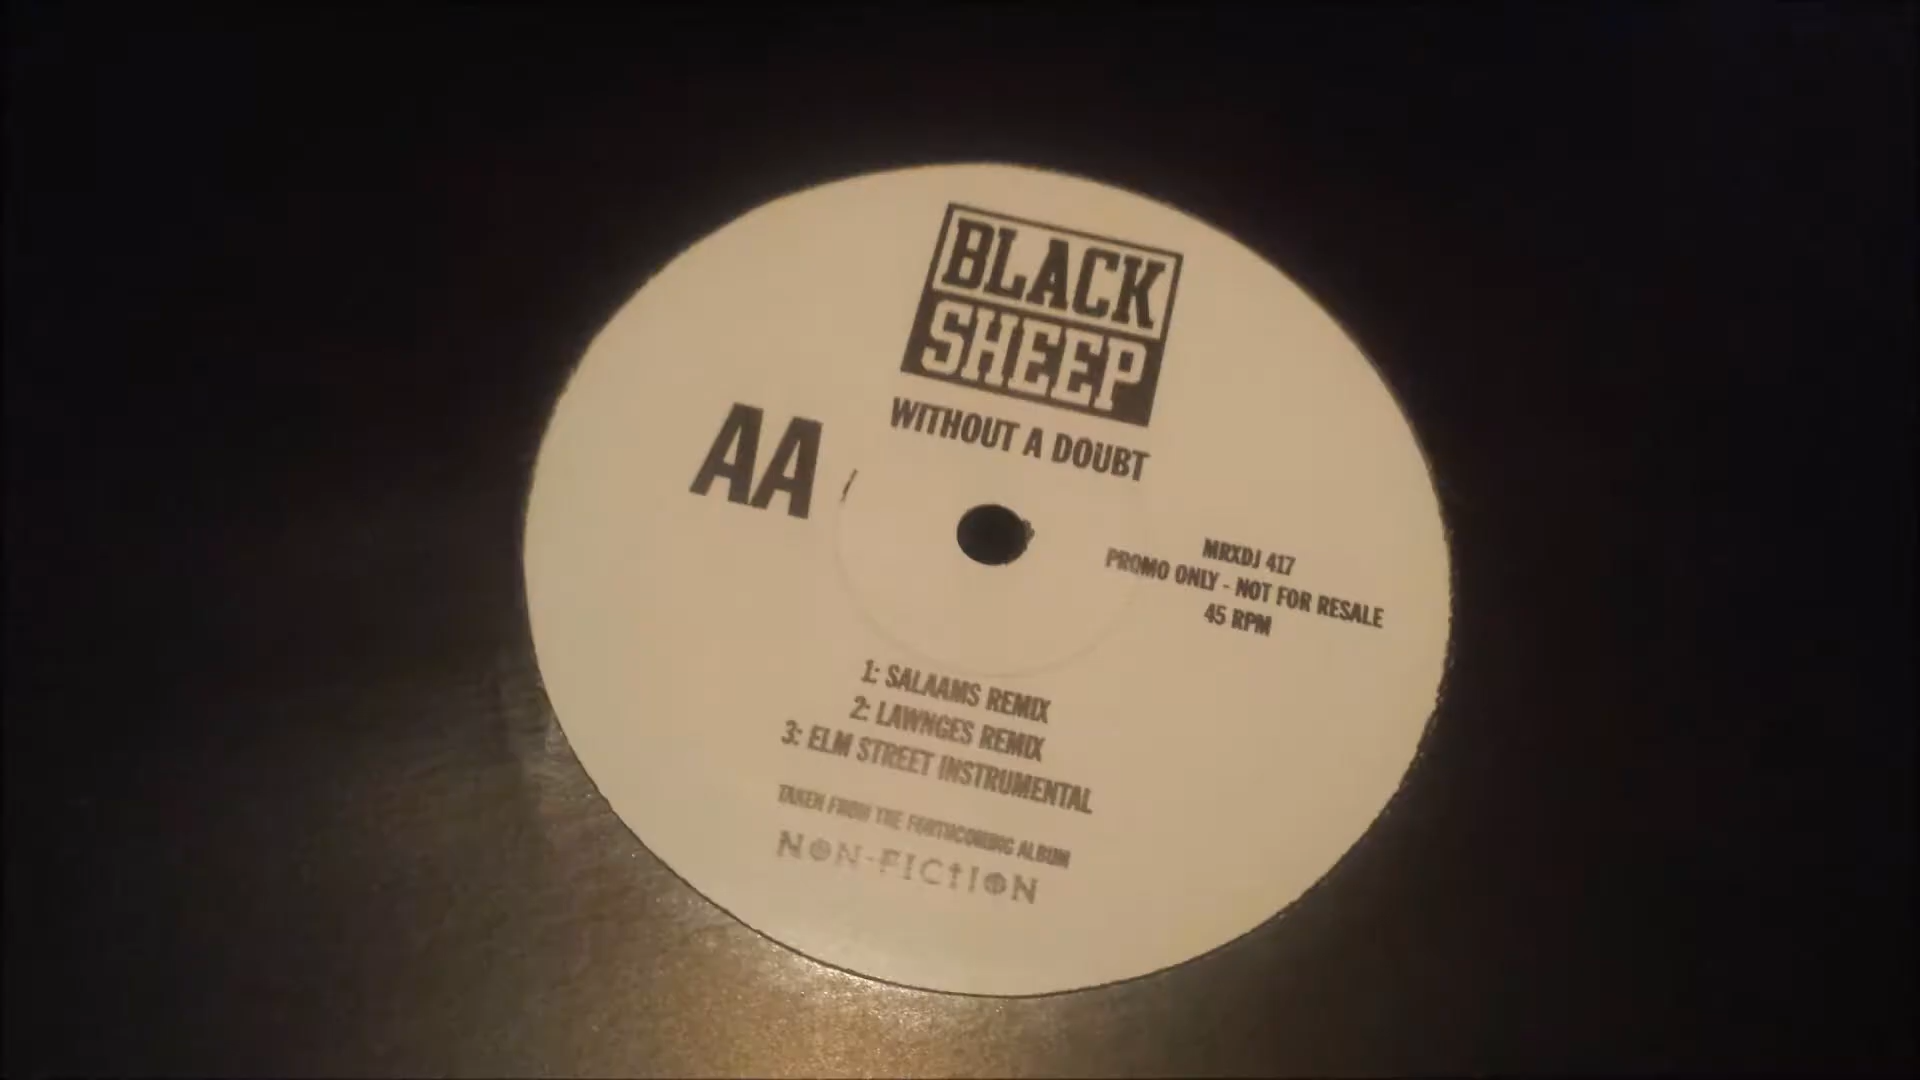 BLACK
SHEEP
WITHOUT A DOUBT
AA
MRXDJ 417
PROMO ONLY - NOT FOR RESALE
45 RPM
1: SALAAMS REMIX
2: LAWNGES REMIX
3: ELM STREET INSTRUMENTAL
TAKEN FROM THE FORTHCOMING ALBUM
NON-FICTION